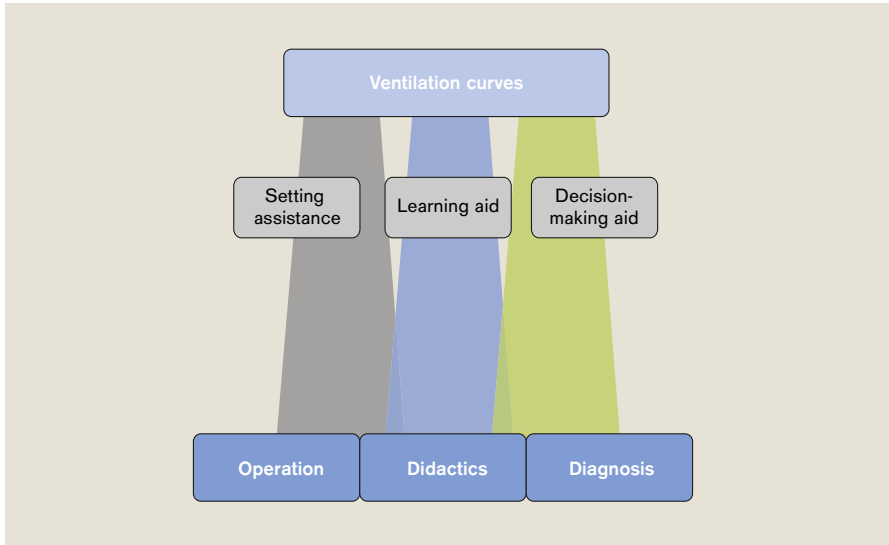 Ventilation curves
Setting
assistance
Learning aid
Decision-
making aid
Operation
Didactics
Diagnosis